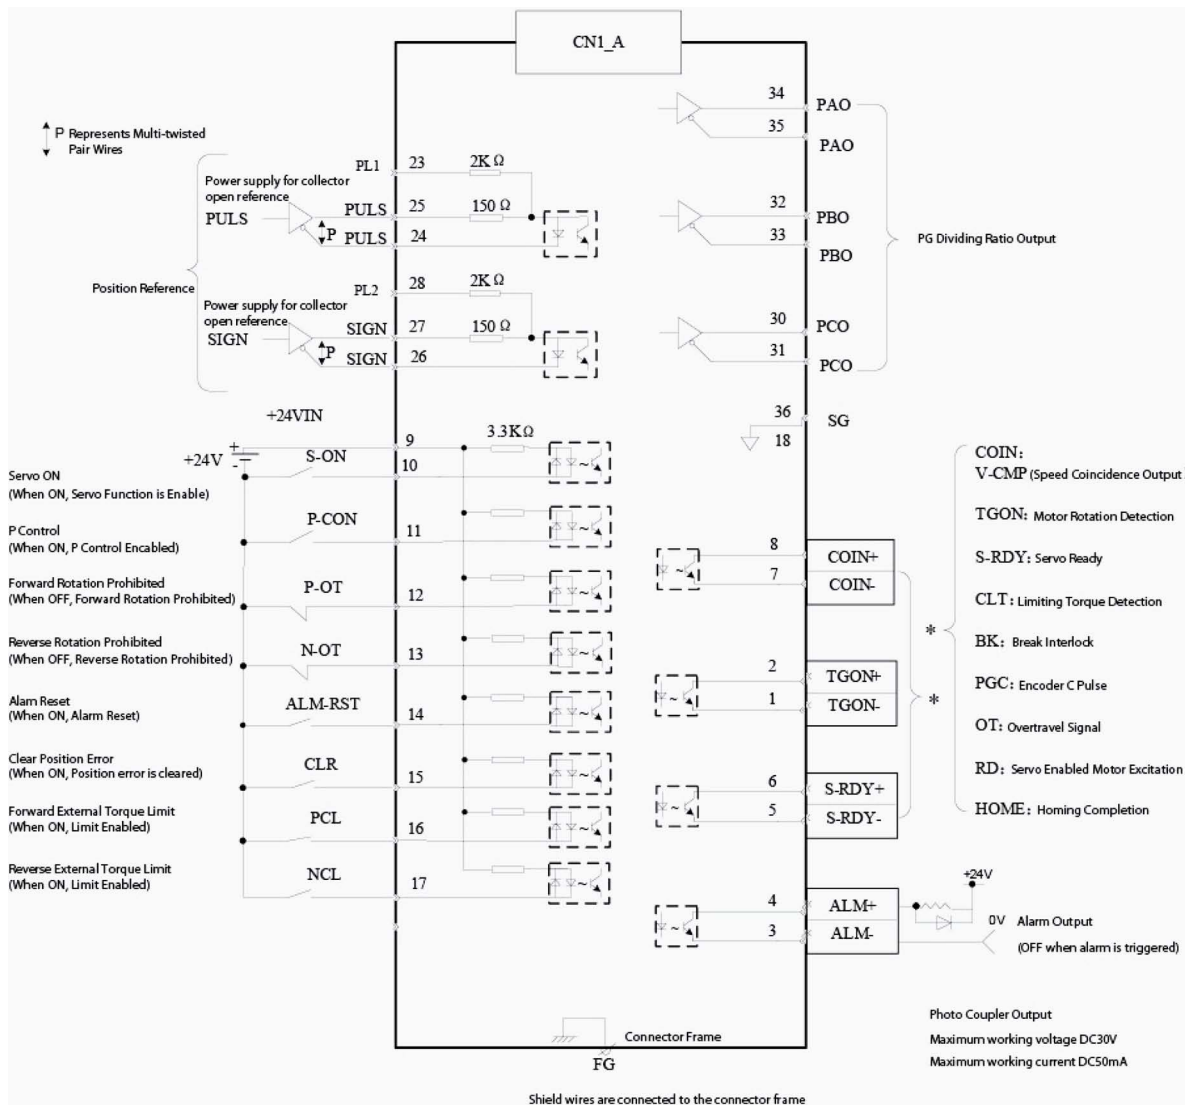 CN1_A
P Represents Multi-twisted
Pair Wires
Position Reference
Power supply for collector
open reference
PULS
P
PL1
23
2K Ω
PULS
25
150 Ω
PULS
24
PL2
28
2K Ω
Power supply for collector
open reference
SIGN
P
SIGN
27
150 Ω
SIGN
26
+24VIN
+24V
+
-
9
3.3K Ω
S-ON
10
Servo ON
(When ON, Servo Function is Enable)
P-CON
11
P Control
(When ON, P Control Encabled)
Forward Rotation Prohibited
(When OFF, Forward Rotation Prohibited)
P-OT
12
Reverse Rotation Prohibited
(When OFF, Reverse Rotation Prohibited)
N-OT
13
Alam Reset
(When ON, Alarm Reset)
ALM-RST
14
Clear Position Error
(When ON, Position error is cleared)
CLR
15
Forward External Torque Limit
(When ON, Limit Enabled)
PCL
16
Reverse External Torque Limit
(When ON, Limit Enabled)
NCL
17
34
PAO
35
PAO
32
PBO
33
PBO
PG Dividing Ratio Output
30
PCO
31
PCO
36
SG
18
8
COIN+
7
COIN-
2
TGON+
1
TGON-
6
S-RDY+
5
S-RDY-
*
*
COIN:
V-CMP (Speed Coincidence Output
TGON: Motor Rotation Detection
S-RDY: Servo Ready
CLT: Limiting Torque Detection
BK: Break Interlock
PGC: Encoder C Pulse
OT: Overtravel Signal
RD: Servo Enabled Motor Excitation
HOME: Homing Completion
4
ALM+
3
ALM-
+24V
0V
Alarm Output
(OFF when alarm is triggered)
Photo Coupler Output
Maximum working voltage DC30V
Maximum working current DC50mA
Connector Frame
FG
Shield wires are connected to the connector frame